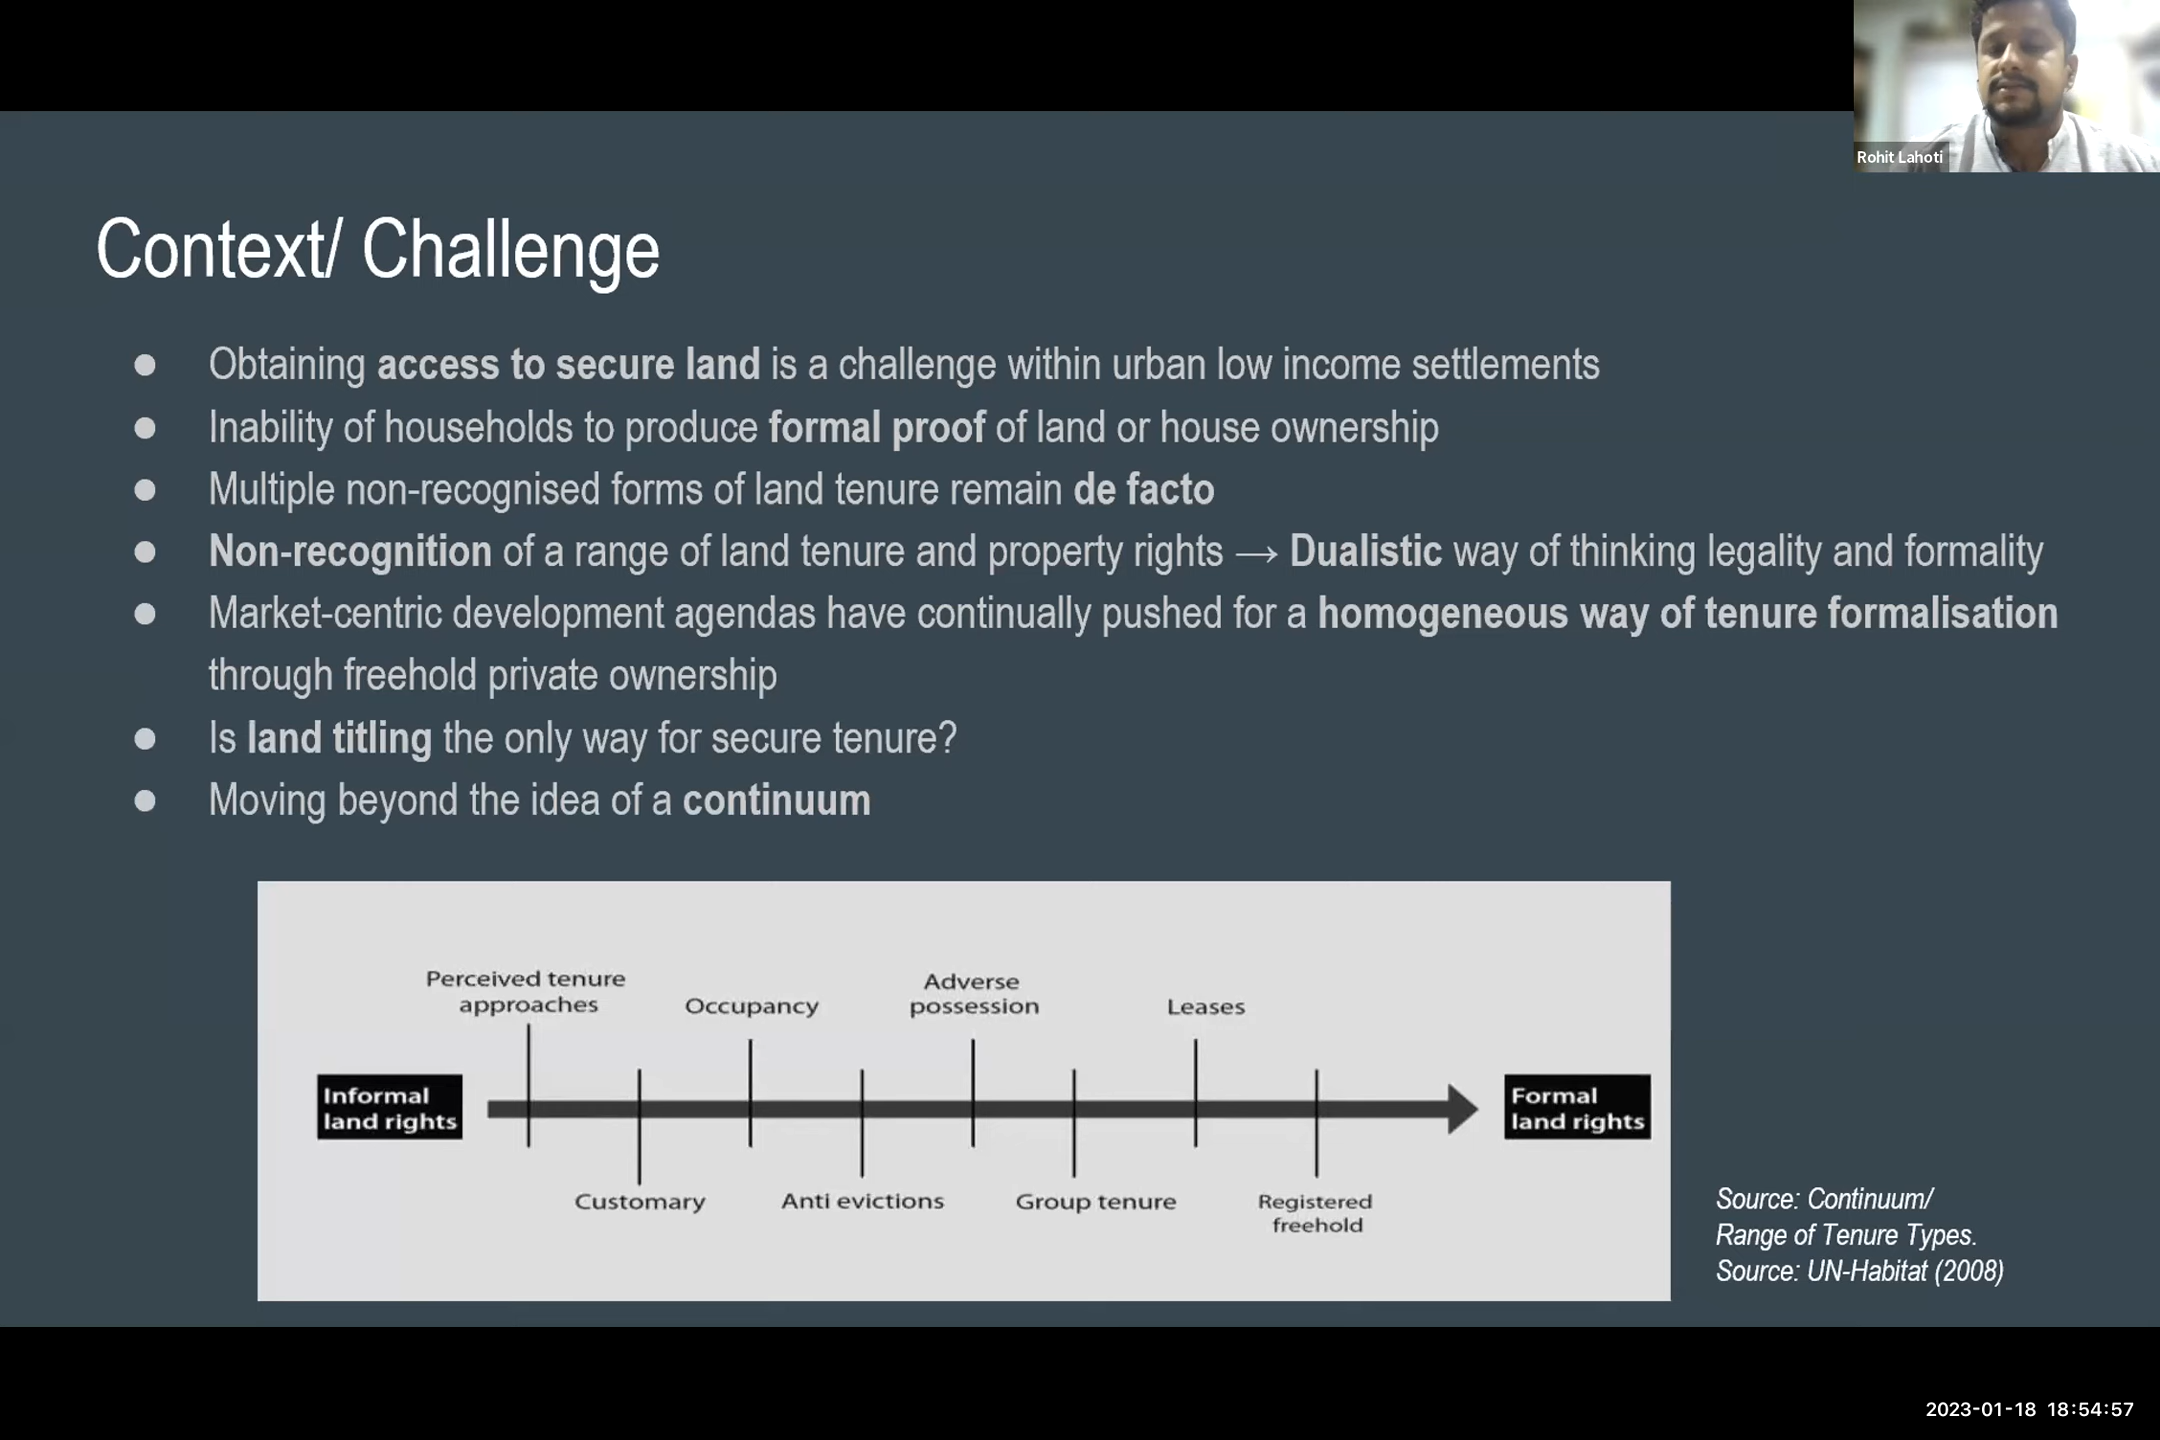 Rohit Lahoti
Context/ Challenge
● Obtaining access to secure land is a challenge within urban low income settlements
● Inability of households to produce formal proof of land or house ownership
● Multiple non-recognised forms of land tenure remain de facto
● Non-recognition of a range of land tenure and property rights → Dualistic way of thinking legality and formality
● Market-centric development agendas have continually pushed for a homogeneous way of tenure formalisation
through freehold private ownership
● Is land titling the only way for secure tenure?
● Moving beyond the idea of a continuum
Perceived tenure
approaches
Occupancy
Adverse
possession
Leases
Informal
land rights
Formal
land rights
Customary
Anti evictions
Group tenure
Registered
freehold
Source: Continuum/
Range of Tenure Types.
Source: UN-Habitat (2008)
2023-01-18 18:54:57